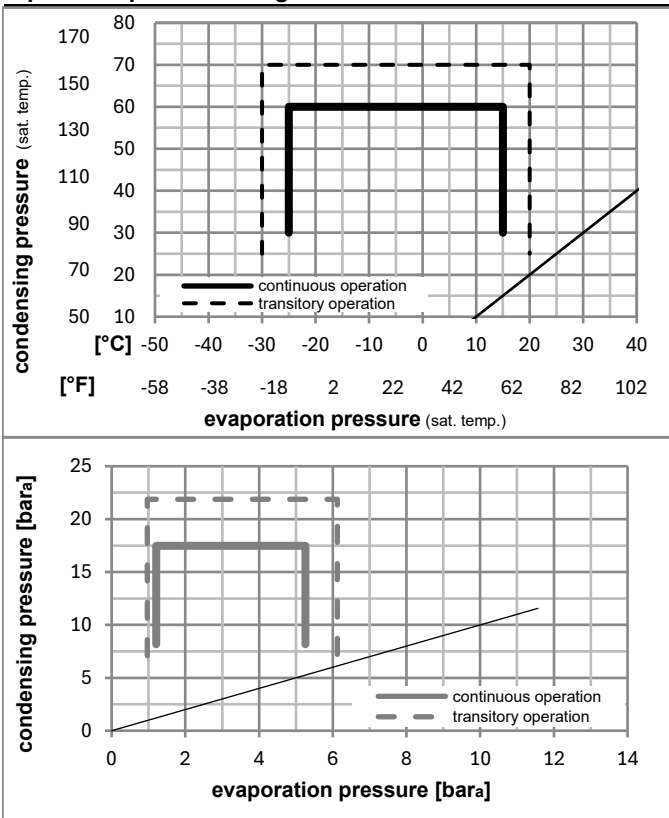 170 80
150 70
130 60
50
110 40
90 30
70 20
50 10
condensing pressure (sat. temp.)
continuous operation
transitory operation
[°C] -50 -40 -30 -20 -10 0 10 20 30 40
[°F] -58 -38 -18 2 22 42 62 82 102
evaporation pressure (sat. temp.)
25
20
15
10
5
0
condensing pressure [bara]
continuous operation
transitory operation
0 2 4 6 8 10 12 14
evaporation pressure [bara]